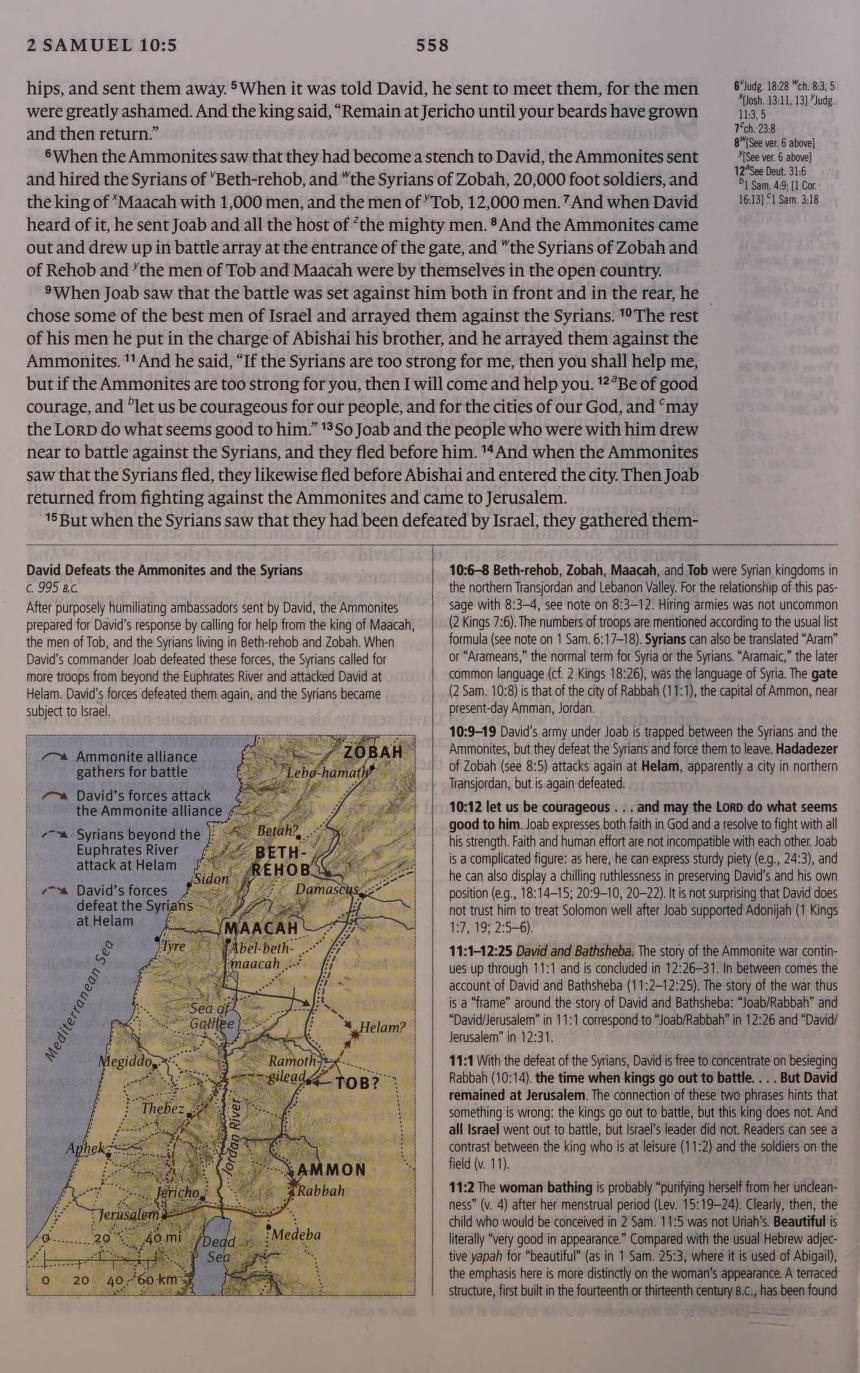 2 SAMUEL 10:5
558
hips, and sent them away. ⁵When it was told David, he sent to meet them, for the men
were greatly ashamed. And the king said, “Remain at Jericho until your beards have grown
and then return.”
⁶When the Ammonites saw that they had become a stench to David, the Ammonites sent
and hired the Syrians of ᵛBeth-rehob, and ʷthe Syrians of Zobah, 20,000 foot soldiers, and
the king of ˣMaacah with 1,000 men, and the men of ʸTob, 12,000 men. ⁷And when David
heard of it, he sent Joab and all the host of ᶻthe mighty men. ⁸And the Ammonites came
out and drew up in battle array at the entrance of the gate, and ʷthe Syrians of Zobah and
of Rehob and ʸthe men of Tob and Maacah were by themselves in the open country.
⁹When Joab saw that the battle was set against him both in front and in the rear, he
chose some of the best men of Israel and arrayed them against the Syrians. ¹⁰The rest
of his men he put in the charge of Abishai his brother, and he arrayed them against the
Ammonites. ¹¹And he said, “If the Syrians are too strong for me, then you shall help me,
but if the Ammonites are too strong for you, then I will come and help you. ¹²ᵃBe of good
courage, and ᵇlet us be courageous for our people, and for the cities of our God, and ᶜmay
the LORD do what seems good to him.” ¹³So Joab and the people who were with him drew
near to battle against the Syrians, and they fled before him. ¹⁴And when the Ammonites
saw that the Syrians fled, they likewise fled before Abishai and entered the city. Then Joab
returned from fighting against the Ammonites and came to Jerusalem.
¹⁵But when the Syrians saw that they had been defeated by Israel, they gathered them-
6ᵛJudg. 18:28 ʷch. 8:3, 5
ˣ[Josh. 13:11, 13] ʸJudg.
11:3, 5
7ᶻch. 23:8
8ʷ[See ver. 6 above]
ʸ[See ver. 6 above]
12ᵃSee Deut. 31:6
ᵇ1 Sam. 4:9; [1 Cor.
16:13] ᶜ1 Sam. 3:18
David Defeats the Ammonites and the Syrians
c. 995 B.C.
After purposely humiliating ambassadors sent by David, the Ammonites
prepared for David’s response by calling for help from the king of Maacah,
the men of Tob, and the Syrians living in Beth-rehob and Zobah. When
David’s commander Joab defeated these forces, the Syrians called for
more troops from beyond the Euphrates River and attacked David at
Helam. David’s forces defeated them again, and the Syrians became
subject to Israel.
Ammonite alliance
gathers for battle
David’s forces attack
the Ammonite alliance
Syrians beyond the
Euphrates River
attack at Helam
David’s forces
defeat the Syrians
at Helam
ZOBAH
Lebo-hamath
Betah?
BETH-
REHOB
Sidon
Damascus
MAACAH
Tyre
Abel-beth-
maacah
Mediterranean Sea
Sea of
Galilee
Helam?
Megiddo
Ramoth-
gilead
TOB?
Thebez
Jordan River
Aphek
AMMON
Jericho
Rabbah
Jerusalem
Medeba
Dead
Sea
0 20 40 mi
0 20 40 60 km
10:6–8 Beth-rehob, Zobah, Maacah, and Tob were Syrian kingdoms in
the northern Transjordan and Lebanon Valley. For the relationship of this pas-
sage with 8:3–4, see note on 8:3–12. Hiring armies was not uncommon
(2 Kings 7:6). The numbers of troops are mentioned according to the usual list
formula (see note on 1 Sam. 6:17–18). Syrians can also be translated “Aram”
or “Arameans,” the normal term for Syria or the Syrians. “Aramaic,” the later
common language (cf. 2 Kings 18:26), was the language of Syria. The gate
(2 Sam. 10:8) is that of the city of Rabbah (11:1), the capital of Ammon, near
present-day Amman, Jordan.
10:9–19 David’s army under Joab is trapped between the Syrians and the
Ammonites, but they defeat the Syrians and force them to leave. Hadadezer
of Zobah (see 8:5) attacks again at Helam, apparently a city in northern
Transjordan, but is again defeated.
10:12 let us be courageous . . . and may the LORD do what seems
good to him. Joab expresses both faith in God and a resolve to fight with all
his strength. Faith and human effort are not incompatible with each other. Joab
is a complicated figure: as here, he can express sturdy piety (e.g., 24:3), and
he can also display a chilling ruthlessness in preserving David’s and his own
position (e.g., 18:14–15; 20:9–10, 20–22). It is not surprising that David does
not trust him to treat Solomon well after Joab supported Adonijah (1 Kings
1:7, 19; 2:5–6).
11:1–12:25 David and Bathsheba. The story of the Ammonite war contin-
ues up through 11:1 and is concluded in 12:26–31. In between comes the
account of David and Bathsheba (11:2–12:25). The story of the war thus
is a “frame” around the story of David and Bathsheba: “Joab/Rabbah” and
“David/Jerusalem” in 11:1 correspond to “Joab/Rabbah” in 12:26 and “David/
Jerusalem” in 12:31.
11:1 With the defeat of the Syrians, David is free to concentrate on besieging
Rabbah (10:14). the time when kings go out to battle. . . . But David
remained at Jerusalem. The connection of these two phrases hints that
something is wrong: the kings go out to battle, but this king does not. And
all Israel went out to battle, but Israel’s leader did not. Readers can see a
contrast between the king who is at leisure (11:2) and the soldiers on the
field (v. 11).
11:2 The woman bathing is probably “purifying herself from her unclean-
ness” (v. 4) after her menstrual period (Lev. 15:19–24). Clearly, then, the
child who would be conceived in 2 Sam. 11:5 was not Uriah’s. Beautiful is
literally “very good in appearance.” Compared with the usual Hebrew adjec-
tive yapah for “beautiful” (as in 1 Sam. 25:3, where it is used of Abigail),
the emphasis here is more distinctly on the woman’s appearance. A terraced
structure, first built in the fourteenth or thirteenth century B.C., has been found